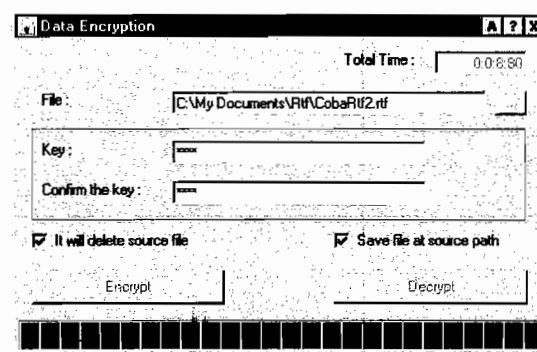 Data Encryption A ? X
Total Time : 0:0:8:80
File : C:\My Documents\Rtf\CobaRtf2.rtf
Key : ****
Confirm the key : ****
It will delete source file Save file at source path
Encrypt Decrypt